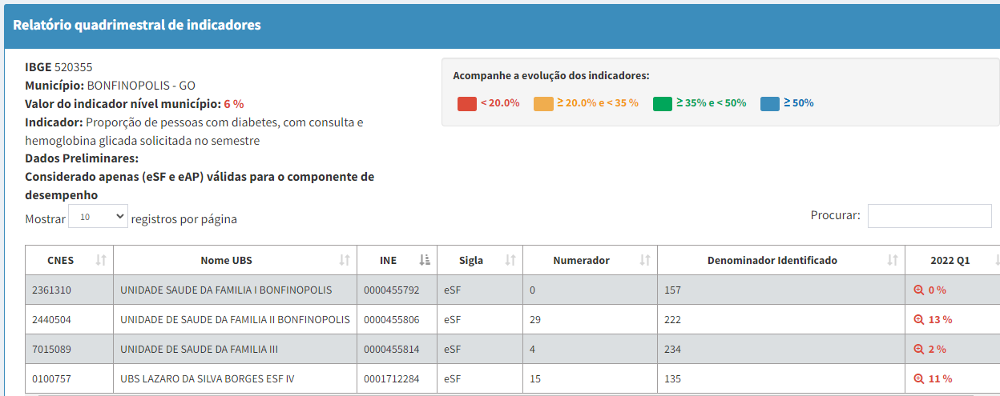 Relatório quadrimestral de indicadores
IBGE 520355
Município: BONFINOPOLIS - GO
Valor do indicador nível município: 6 %
Indicador: Proporção de pessoas com diabetes, com consulta e
hemoglobina glicada solicitada no semestre
Dados Preliminares:
Considerado apenas (eSF e eAP) válidas para o componente de
desempenho
Acompanhe a evolução dos indicadores:
< 20.0% ≥ 20.0% e < 35 % ≥ 35% e < 50% ≥ 50%
Mostrar 10 registros por página
Procurar:
CNES Nome UBS INE Sigla Numerador Denominador Identificado 2022 Q1
2361310 UNIDADE SAUDE DA FAMILIA I BONFINOPOLIS 0000455792 eSF 0 157 0 %
2440504 UNIDADE DE SAUDE DA FAMILIA II BONFINOPOLIS 0000455806 eSF 29 222 13 %
7015089 UNIDADE DE SAUDE DA FAMILIA III 0000455814 eSF 4 234 2 %
0100757 UBS LAZARO DA SILVA BORGES ESF IV 0001712284 eSF 15 135 11 %